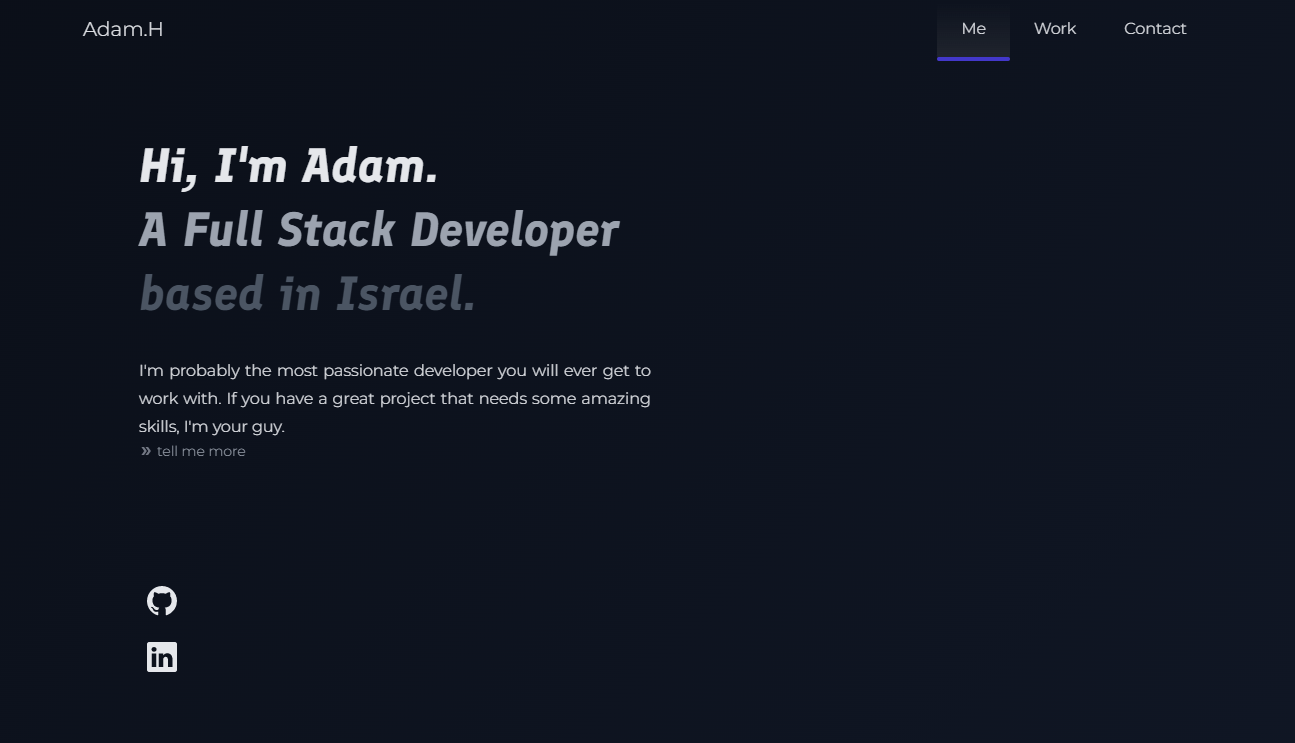 Adam.H
Me
Work
Contact
Hi, I'm Adam.
A Full Stack Developer
based in Israel.
I'm probably the most passionate developer you will ever get to
work with. If you have a great project that needs some amazing
skills, I'm your guy.
» tell me more
in